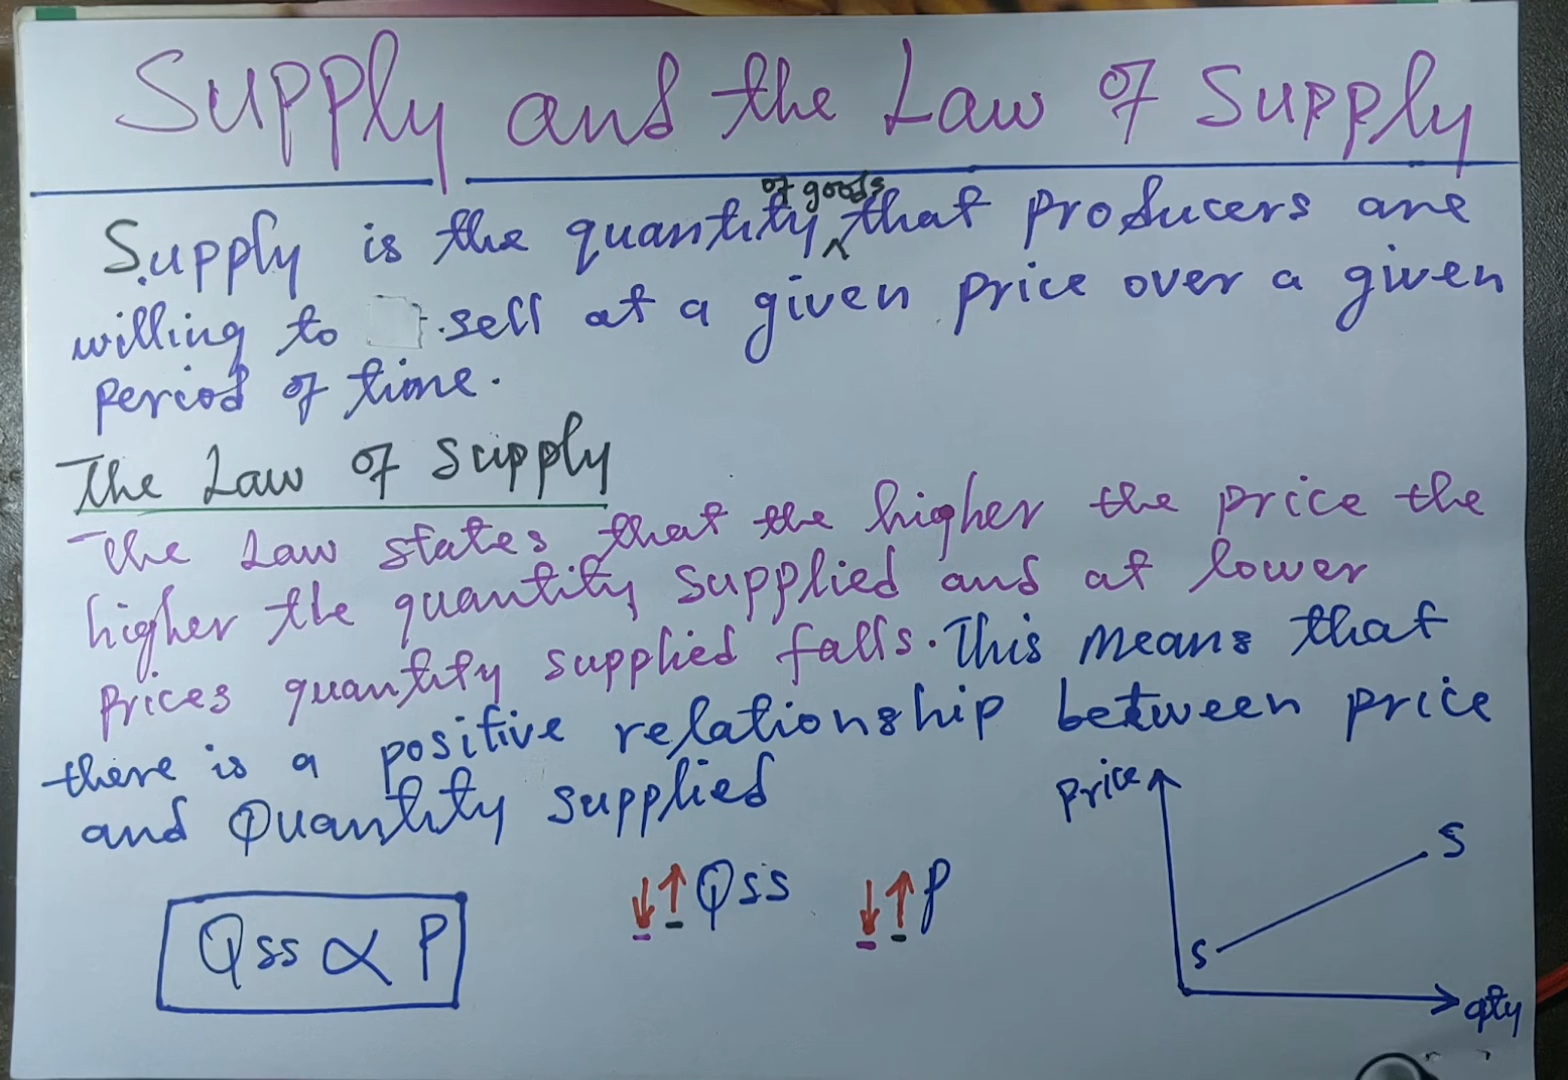 Supply and the Law of Supply
of goods
Supply is the quantity ^ that producers are
willing to sell at a given price over a given
period of time.
The Law of Supply
The Law states that the higher the price the
higher the quantity supplied and at lower
prices quantity supplied falls. This means that
there is a positive relationship between price
and Quantity supplied
Price
S
↓↑Qss ↓↑P
Qss ∝ P
S
qty